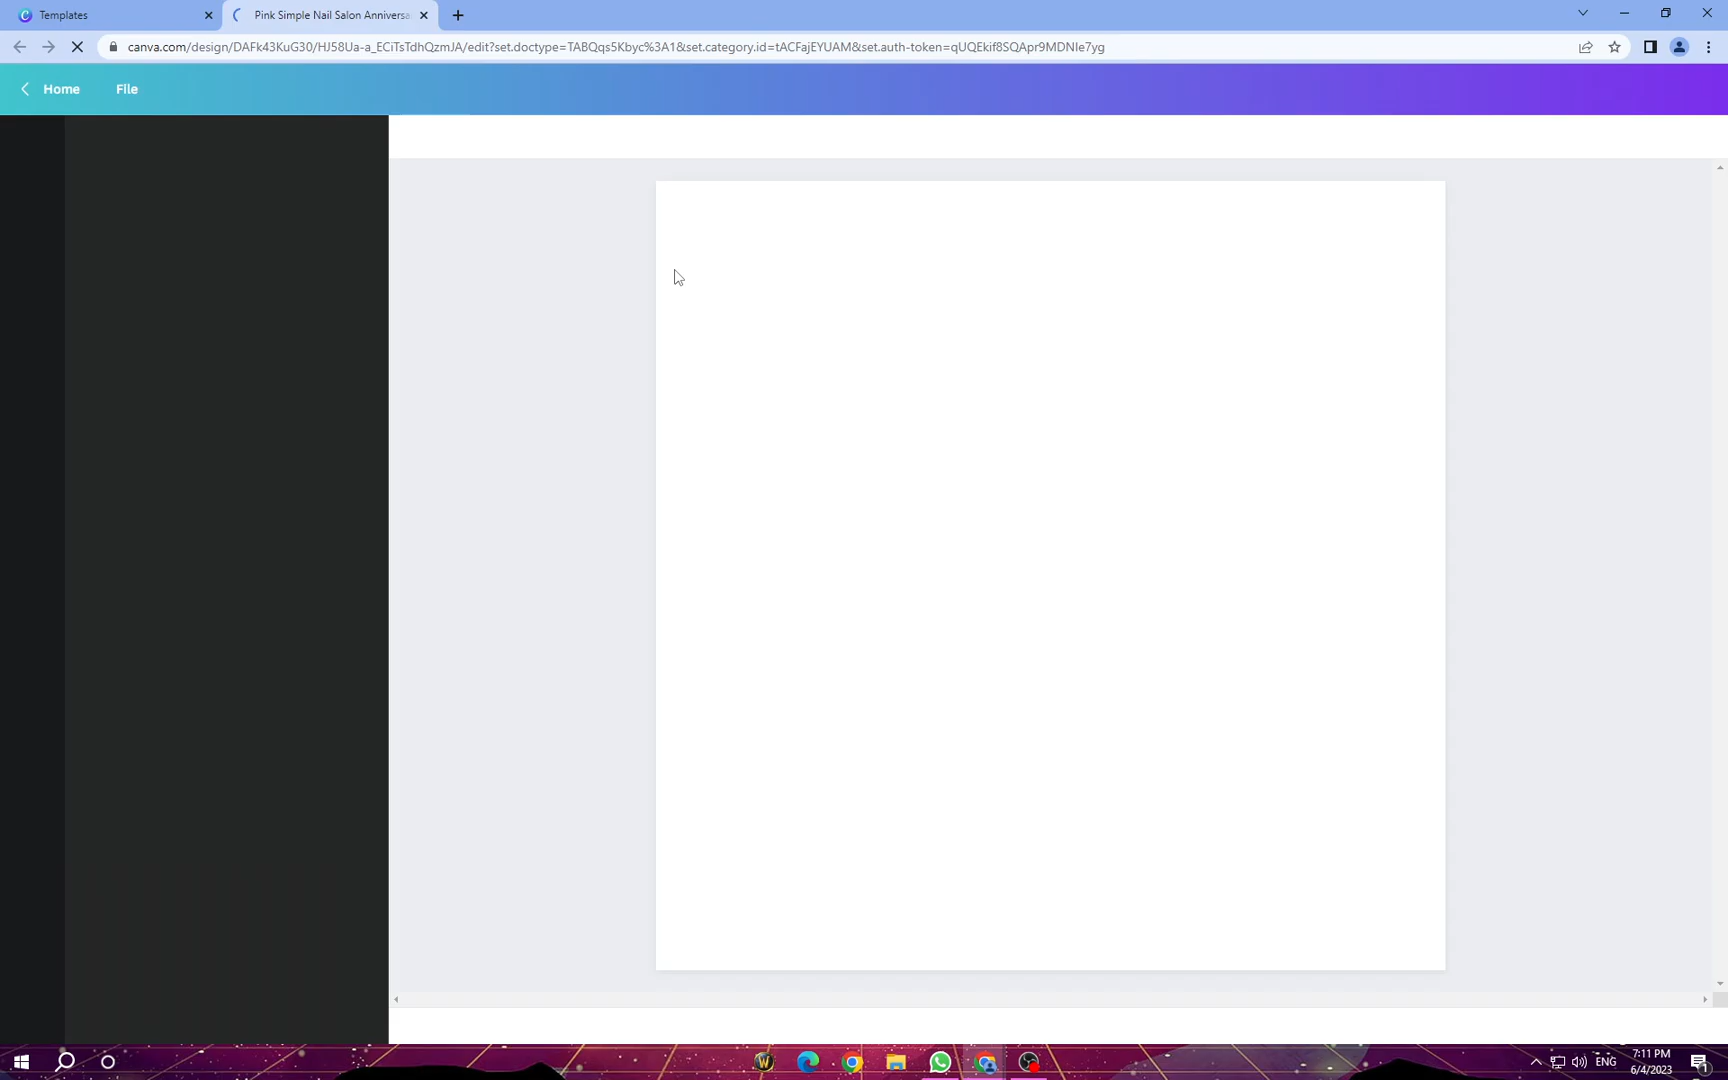 Templates
Pink Simple Nail Salon Anniversa
canva.com/design/DAFk43KuG30/HJ58Ua-a_ECiTsTdhQzmJA/edit?set.doctype=TABQqs5Kbyc%3A1&set.category.id=tACFajEYUAM&set.auth-token=qUQEkif8SQApr9MDNIe7yg
Home
File
ENG
7:11 PM
6/4/2023
1